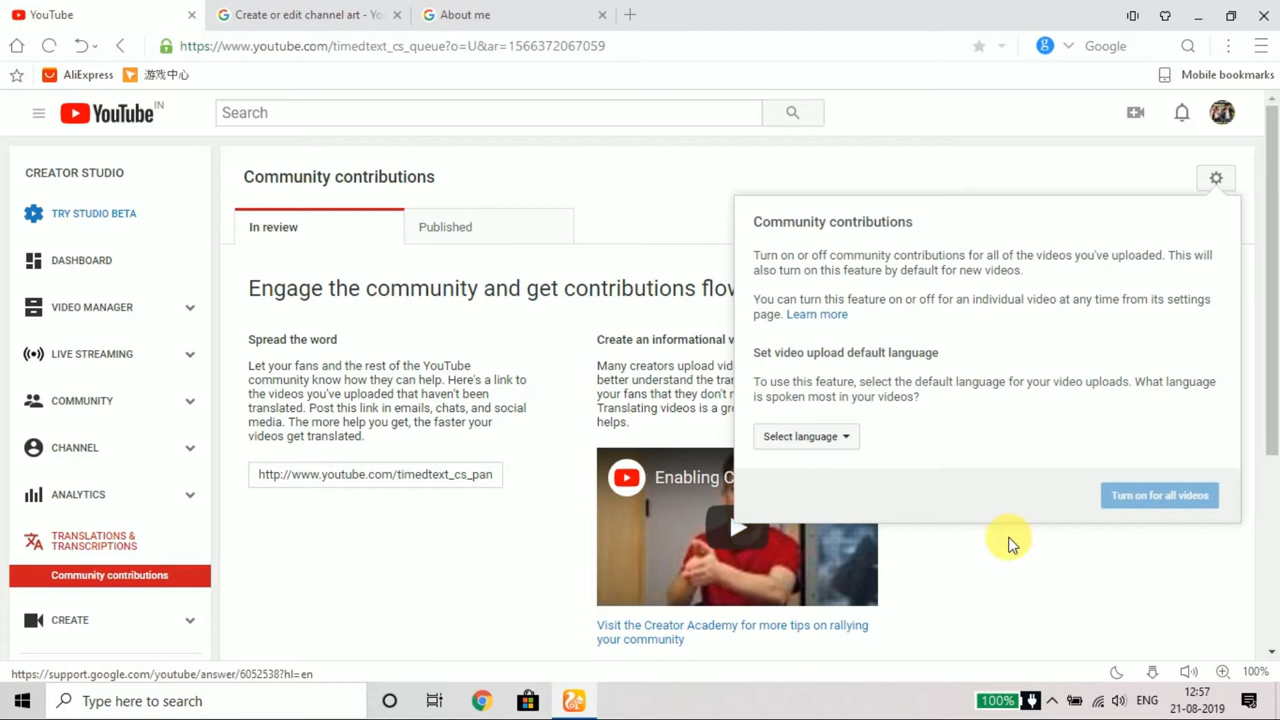 YouTube
Create or edit channel art - Yo
About me
https://www.youtube.com/timedtext_cs_queue?o=U&ar=1566372067059
Google
AliExpress
游戏中心
Mobile bookmarks
YouTube IN
Search
CREATOR STUDIO
TRY STUDIO BETA
DASHBOARD
VIDEO MANAGER
LIVE STREAMING
COMMUNITY
CHANNEL
ANALYTICS
TRANSLATIONS &
TRANSCRIPTIONS
Community contributions
CREATE
Community contributions
In review
Published
Engage the community and get contributions flov
Spread the word
Let your fans and the rest of the YouTube
community know how they can help. Here's a link to
the videos you've uploaded that haven't been
translated. Post this link in emails, chats, and social
media. The more help you get, the faster your
videos get translated.
http://www.youtube.com/timedtext_cs_pan
Create an informational v
Many creators upload vid
better understand the tra
your fans that they don't r
Translating videos is a gr
helps.
Enabling C
Visit the Creator Academy for more tips on rallying
your community
Community contributions
Turn on or off community contributions for all of the videos you've uploaded. This will
also turn on this feature by default for new videos.
You can turn this feature on or off for an individual video at any time from its settings
page. Learn more
Set video upload default language
To use this feature, select the default language for your video uploads. What language
is spoken most in your videos?
Select language
Turn on for all videos
https://support.google.com/youtube/answer/6052538?hl=en
100%
Type here to search
100%
ENG
12:57
21-08-2019